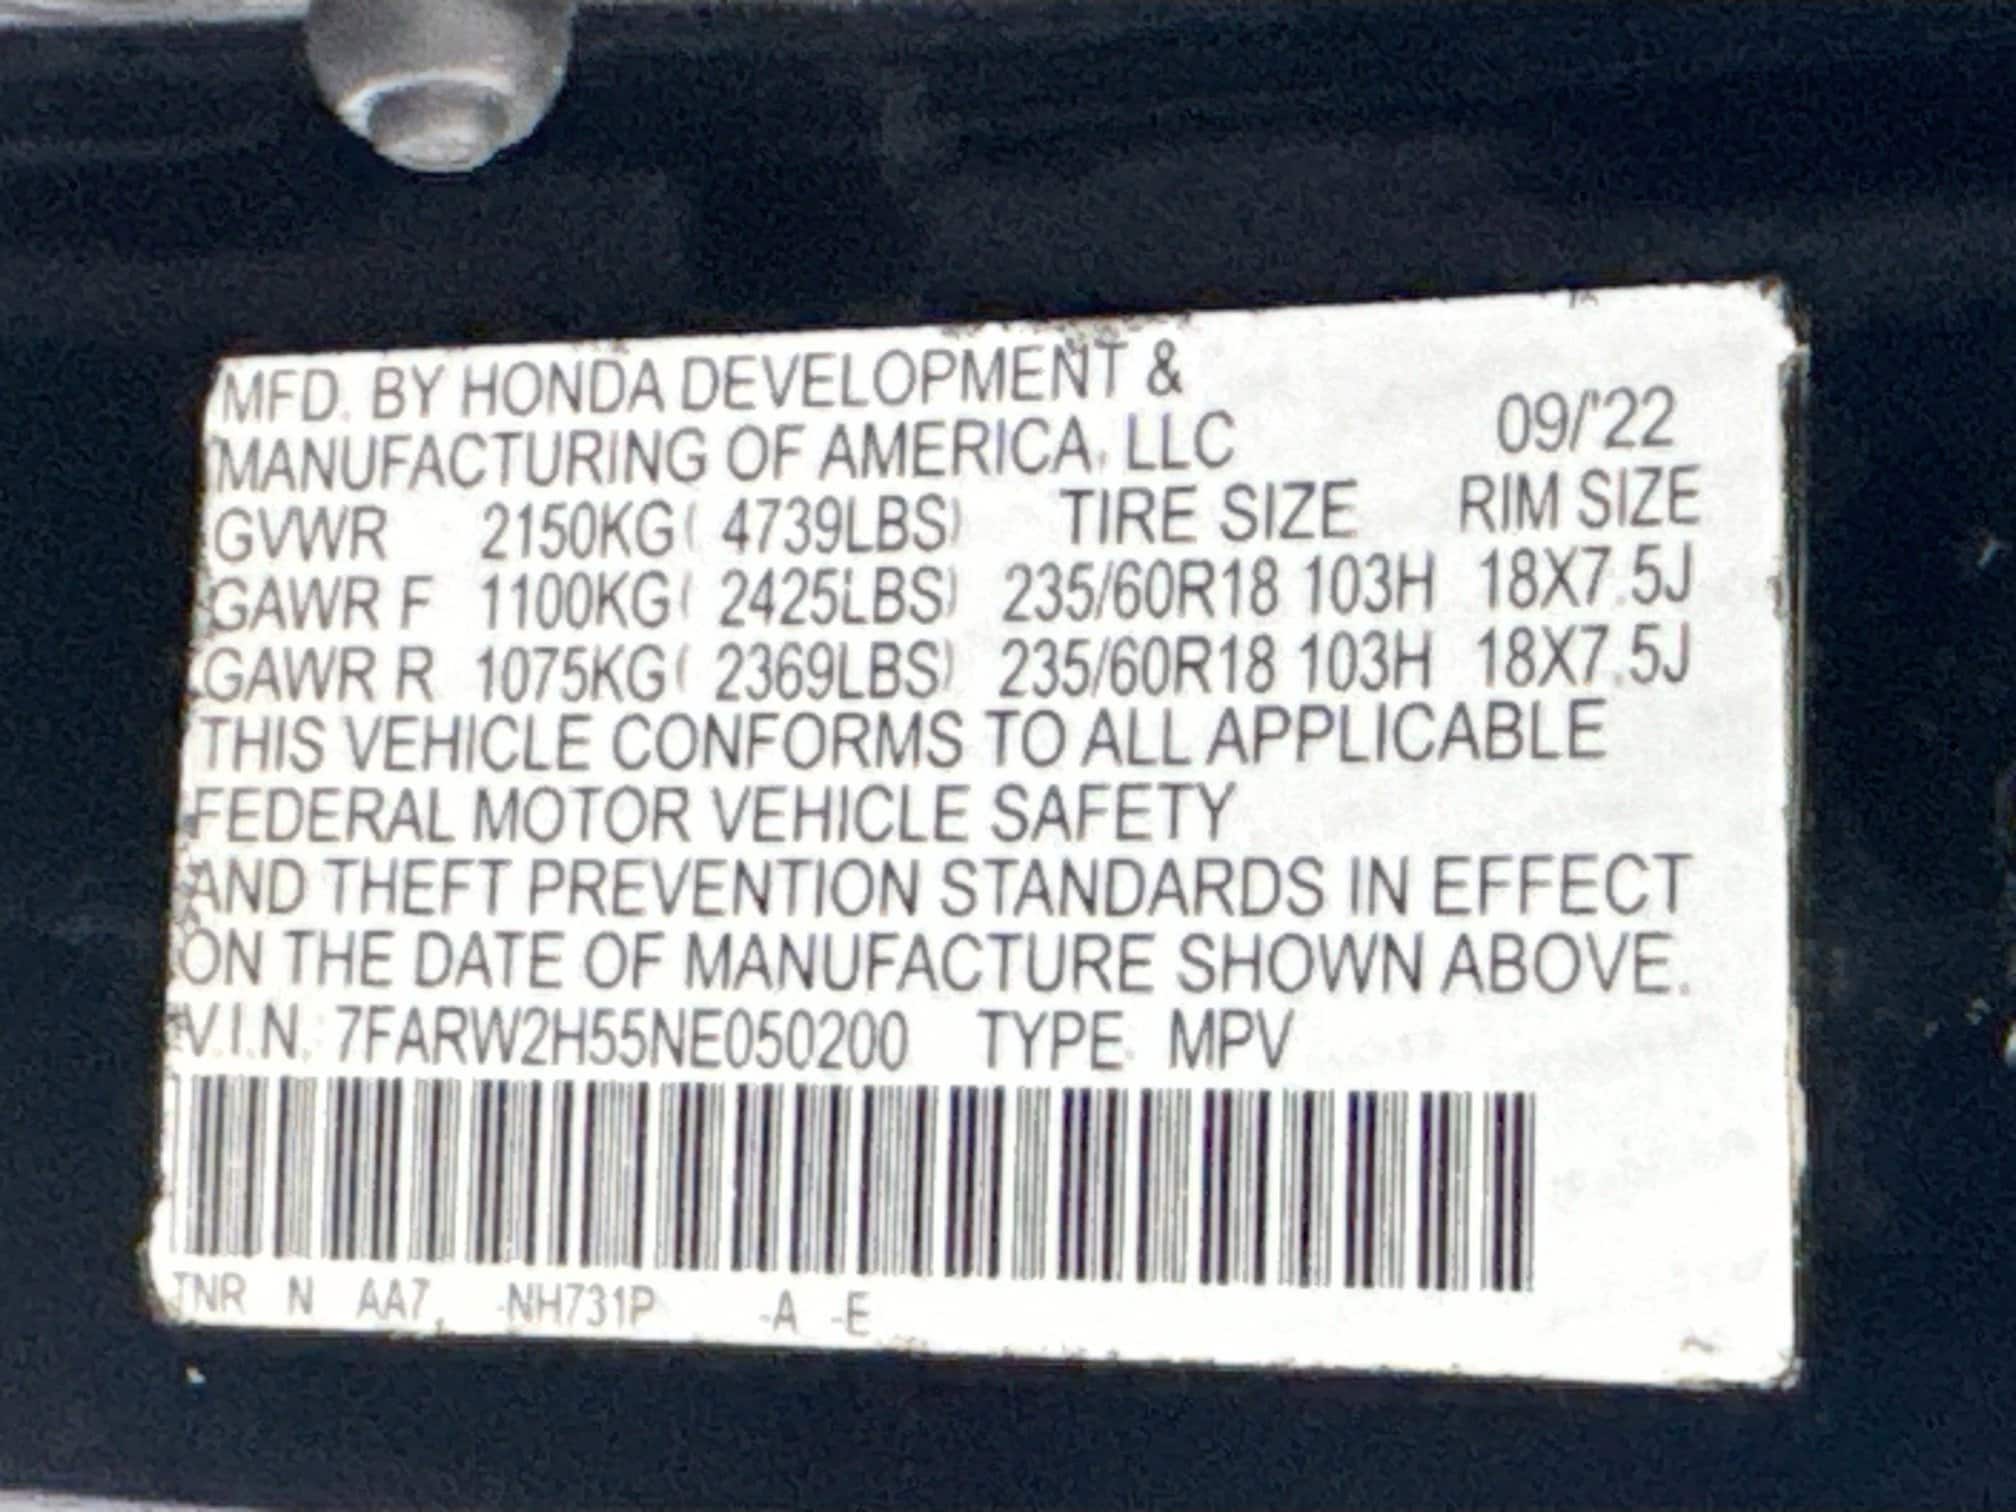 MFD. BY HONDA DEVELOPMENT &
MANUFACTURING OF AMERICA, LLC 09/'22
GVWR 2150KG( 4739LBS) TIRE SIZE RIM SIZE
GAWR F 1100KG( 2425LBS) 235/60R18 103H 18X7.5J
GAWR R 1075KG( 2369LBS) 235/60R18 103H 18X7.5J
THIS VEHICLE CONFORMS TO ALL APPLICABLE
FEDERAL MOTOR VEHICLE SAFETY
AND THEFT PREVENTION STANDARDS IN EFFECT
ON THE DATE OF MANUFACTURE SHOWN ABOVE.
V.I.N. 7FARW2H55NE050200 TYPE: MPV
TNR N AA7, -NH731P -A -E